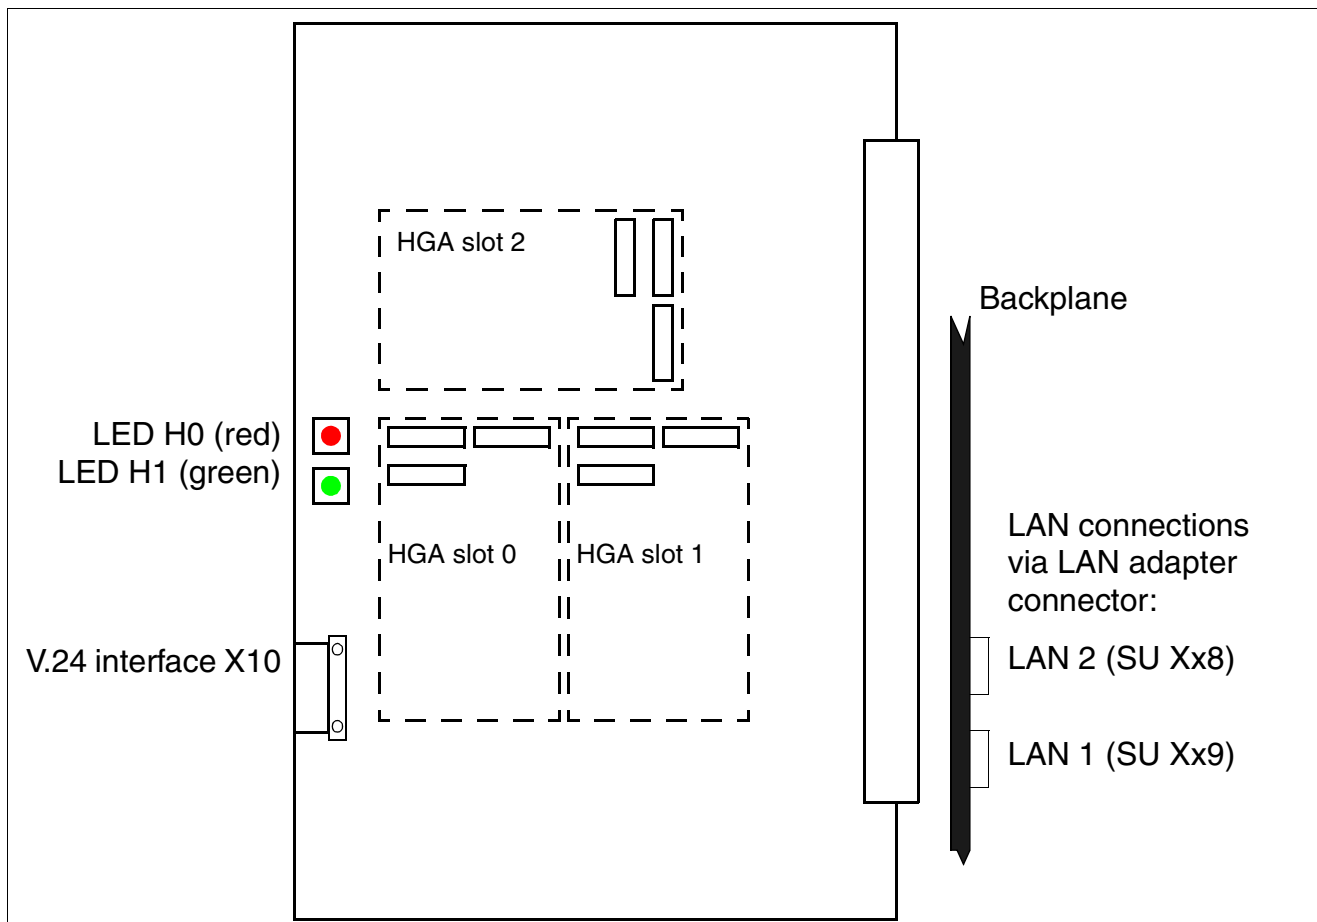 HGA slot 2
Backplane
LED H0 (red)
LED H1 (green)
HGA slot 0
HGA slot 1
LAN connections
via LAN adapter
connector:
V.24 interface X10
LAN 2 (SU Xx8)
LAN 1 (SU Xx9)